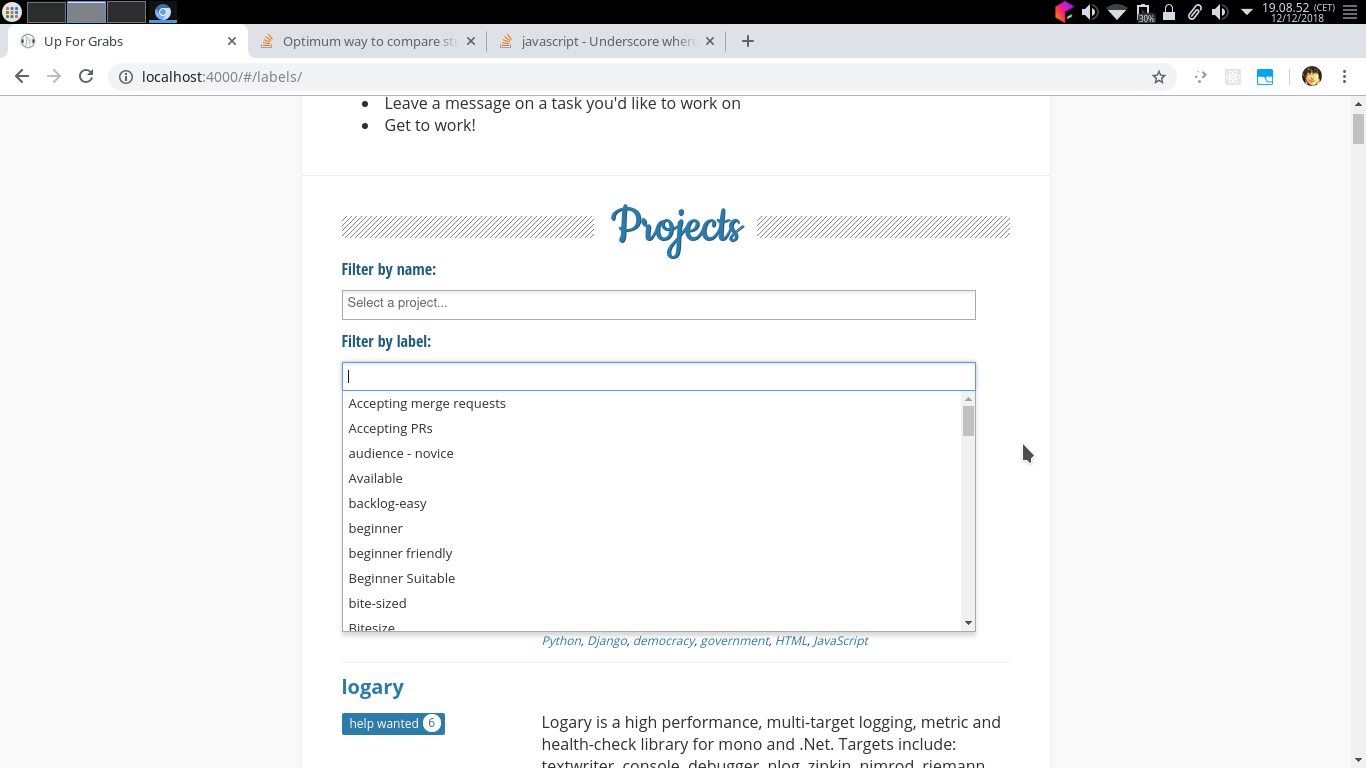 30%
19.08.52 (CET)
12/12/2018
Up For Grabs
Optimum way to compare str
javascript - Underscore where
localhost:4000/#/labels/
Leave a message on a task you'd like to work on
Get to work!
Projects
Filter by name:
Select a project...
Filter by label:
Accepting merge requests
Accepting PRs
audience - novice
Available
backlog-easy
beginner
beginner friendly
Beginner Suitable
bite-sized
Bitesize
Python, Django, democracy, government, HTML, JavaScript
logary
help wanted 6
Logary is a high performance, multi-target logging, metric and
health-check library for mono and .Net. Targets include:
textwriter, console, debugger, nlog, zipkin, nimrod, riemann,